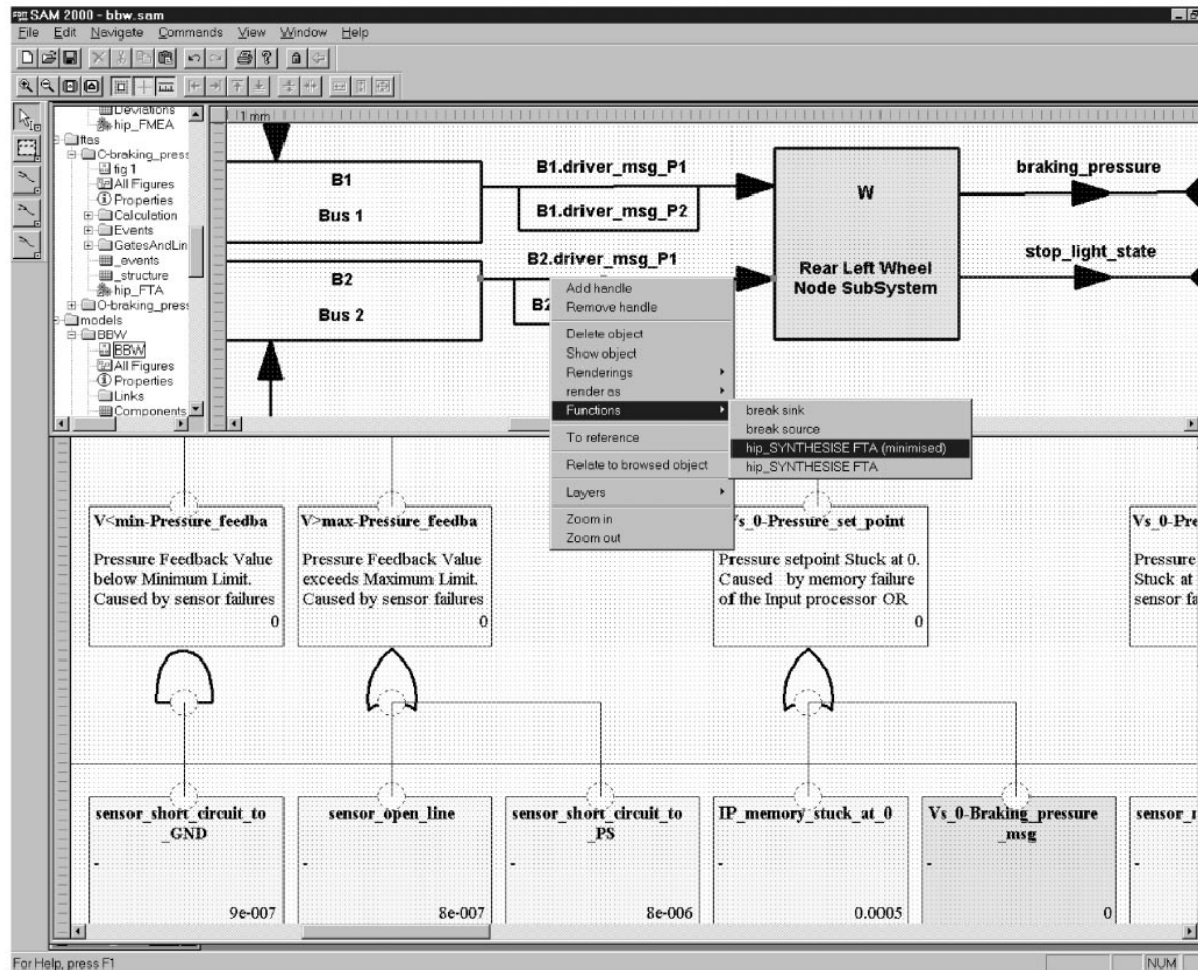 SAM 2000 - bbw.sam
File Edit Navigate Commands View Window Help
Deviations
hip_FMEA
ftas
O-braking_press
fig 1
All Figures
Properties
Calculation
Events
GatesAndLin
_events
_structure
hip_FTA
O-braking_press
models
BBW
BBW
All Figures
Properties
Links
Components
1 mm
B1
Bus 1
B1.driver_msg_P1
B1.driver_msg_P2
B2
Bus 2
B2.driver_msg_P1
B2
W
Rear Left Wheel
Node SubSystem
braking_pressure
stop_light_state
Add handle
Remove handle
Delete object
Show object
Renderings
render as
Functions
To reference
Relate to browsed object
Layers
Zoom in
Zoom out
break sink
break source
hip_SYNTHESISE FTA (minimised)
hip_SYNTHESISE FTA
V<min-Pressure_feedba
Pressure Feedback Value
below Minimum Limit.
Caused by sensor failures
0
V>max-Pressure_feedba
Pressure Feedback Value
exceeds Maximum Limit.
Caused by sensor failures
0
Vs_0-Pressure_set_point
Pressure setpoint Stuck at 0.
Caused by memory failure
of the Input processor OR
0
Vs_0-Pre
Pressure
Stuck at
sensor fa
sensor_short_circuit_to
_GND
-
9e-007
sensor_open_line
-
8e-007
sensor_short_circuit_to
_PS
-
8e-006
IP_memory_stuck_at_0
-
0.0005
Vs_0-Braking_pressure
_msg
-
0
sensor_r
-
For Help, press F1
NUM